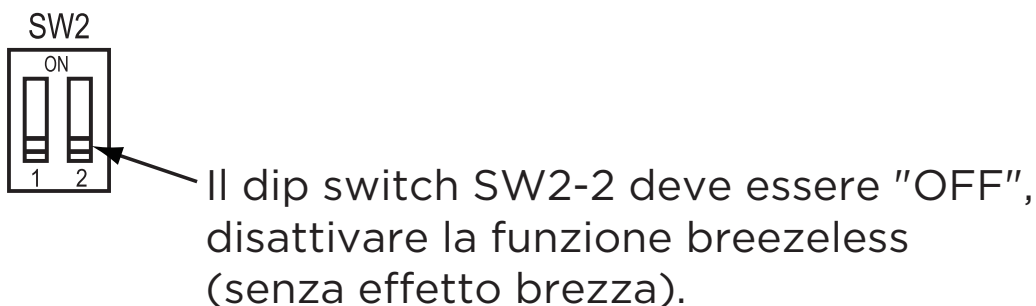 SW2
ON
1 2
Il dip switch SW2-2 deve essere "OFF",
disattivare la funzione breezeless
(senza effetto brezza).